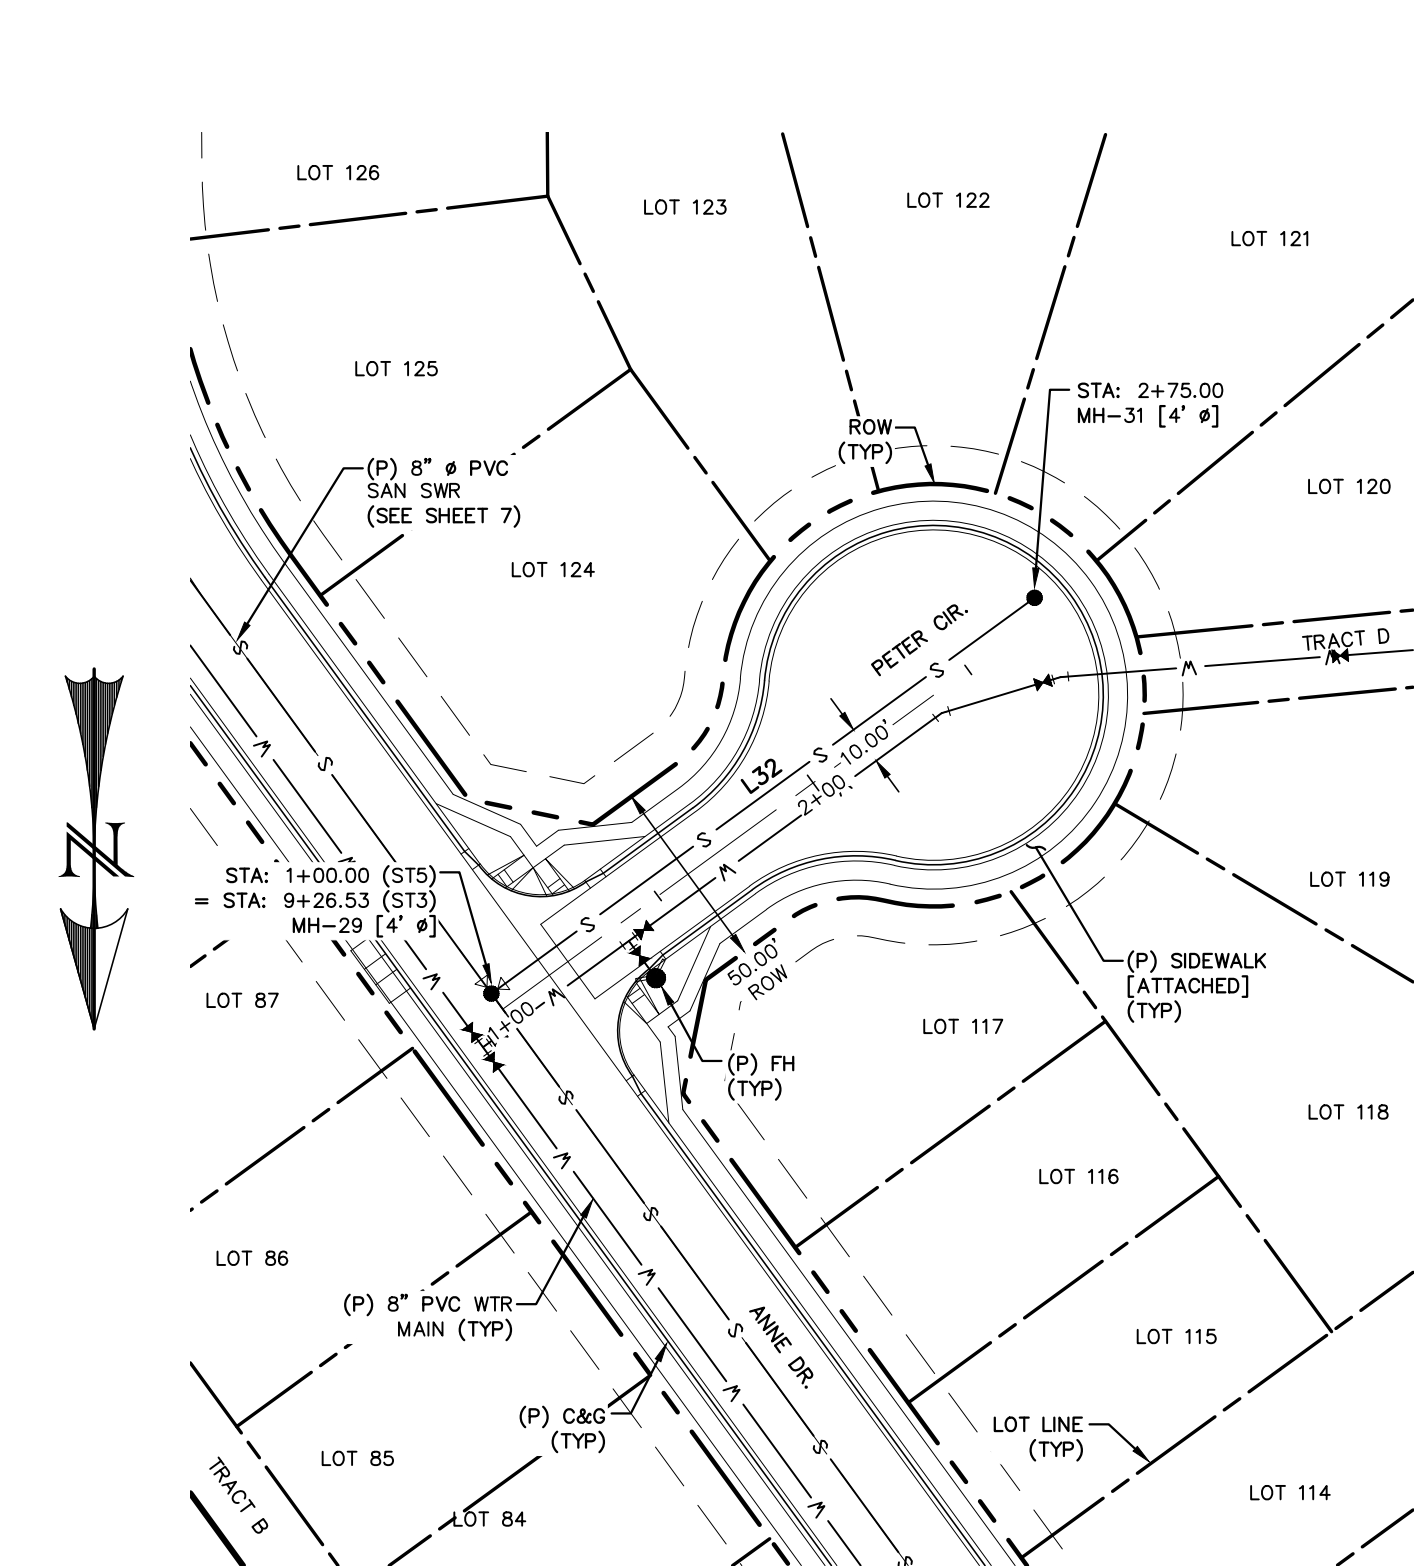 LOT 126
LOT 123
LOT 122
LOT 121
LOT 125
STA: 2+75.00
MH-31 [4' ø]
ROW
(TYP)
(P) 8" ø PVC
SAN SWR
(SEE SHEET 7)
LOT 120
LOT 124
PETER CIR.
TRACT D
W
W
S
S
S
W
S
S
10.00'
L32
2+00
S
W
N
STA: 1+00.00 (ST5)
= STA: 9+26.53 (ST3)
MH-29 [4' ø]
LOT 119
S
W
50.00'
ROW
(P) SIDEWALK
[ATTACHED]
(TYP)
LOT 87
W
1+00
W
LOT 117
(P) FH
(TYP)
S
LOT 118
W
LOT 116
S
LOT 86
W
(P) 8" PVC WTR
MAIN (TYP)
S
ANNE DR.
LOT 115
W
(P) C&G
(TYP)
LOT LINE
(TYP)
S
LOT 85
TRACT B
LOT 84
W
LOT 114
S